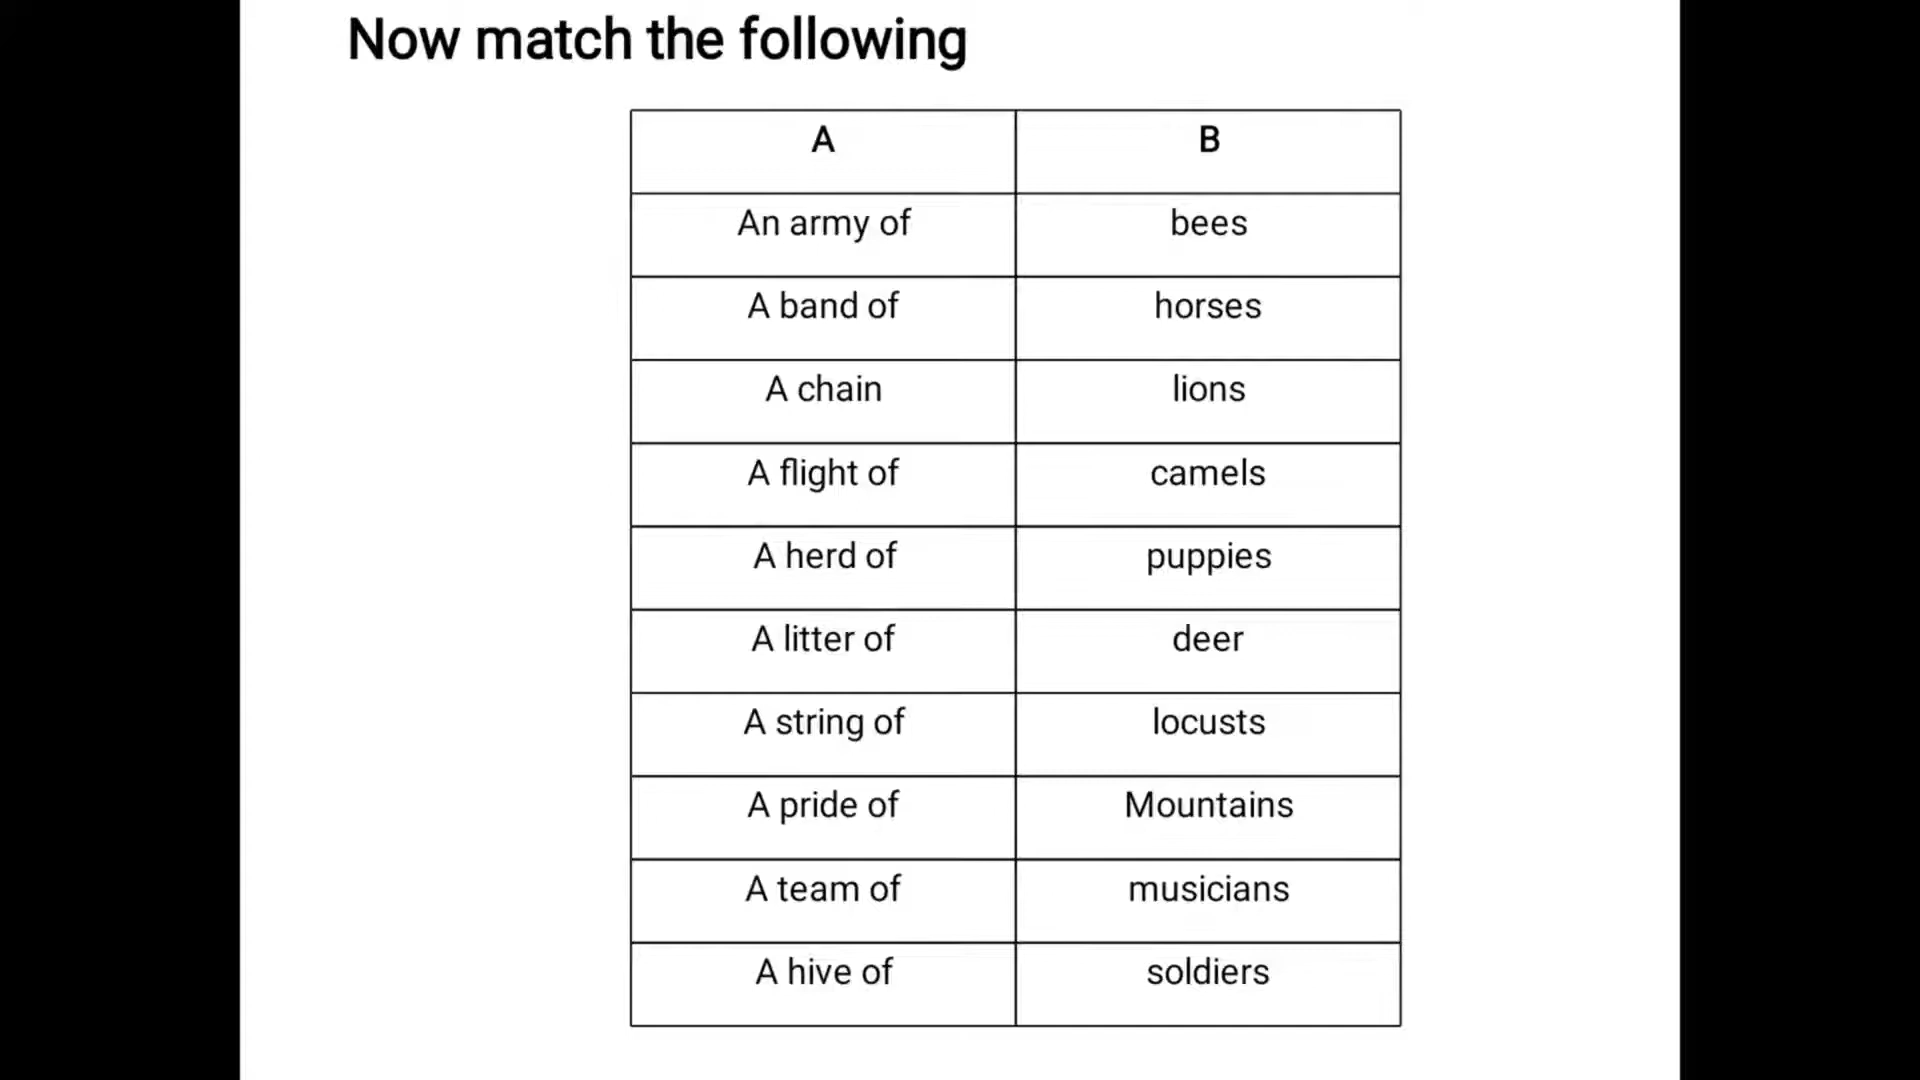 Now match the following
A B
An army of bees
A band of horses
A chain lions
A flight of camels
A herd of puppies
A litter of deer
A string of locusts
A pride of Mountains
A team of musicians
A hive of soldiers